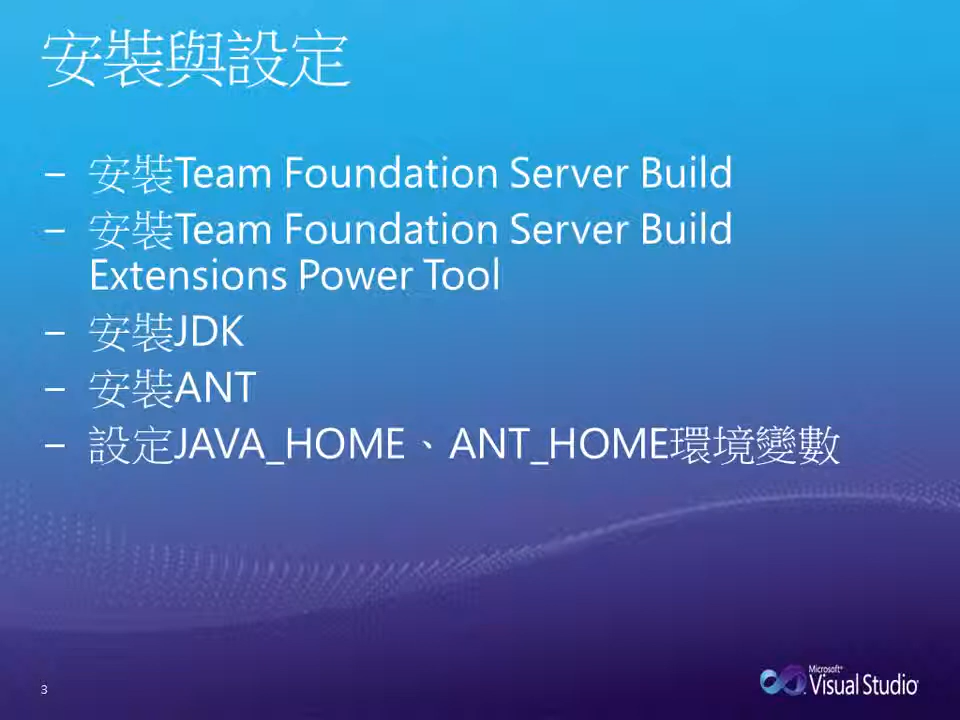 安裝與設定
– 安裝Team Foundation Server Build
– 安裝Team Foundation Server Build
Extensions Power Tool
– 安裝JDK
– 安裝ANT
– 設定JAVA_HOME、ANT_HOME環境變數
3
Microsoft®
Visual Studio®